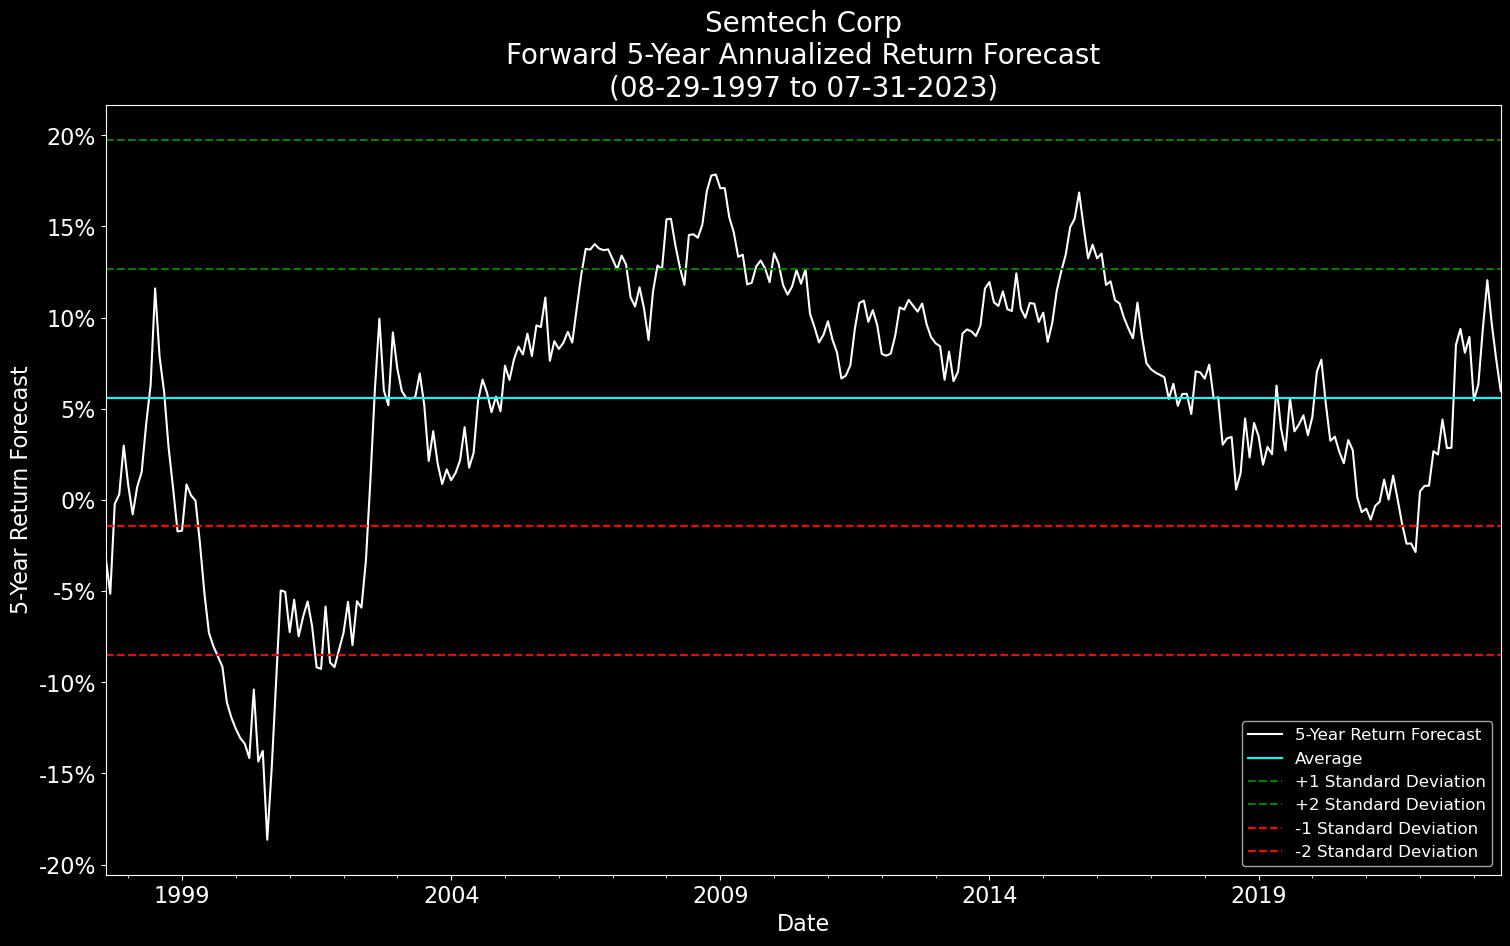 Semtech Corp
Forward 5-Year Annualized Return Forecast
(08-29-1997 to 07-31-2023)
5-Year Return Forecast
20%
15%
10%
5%
0%
-5%
-10%
-15%
-20%
5-Year Return Forecast
Average
+1 Standard Deviation
+2 Standard Deviation
-1 Standard Deviation
-2 Standard Deviation
1999 2004 2009 2014 2019
Date